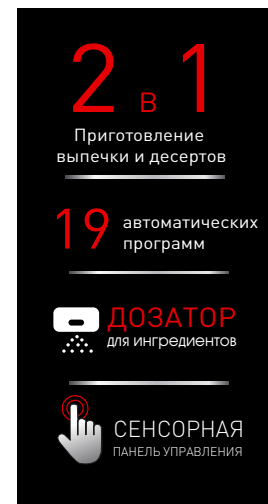 2 в 1
Приготовление
выпечки и десертов
19 автоматических
программ
ДОЗАТОР
для ингредиентов
СЕНСОРНАЯ
ПАНЕЛЬ УПРАВЛЕНИЯ